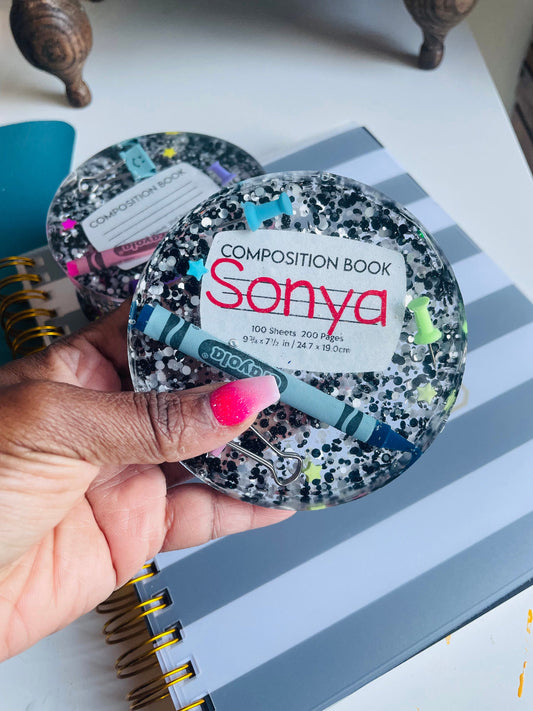 COMPOSITION BOOK
COMPOSITION BOOK
Sonya
100 Sheets 200 Pages
9 3/4 x 7 1/2 in / 24.7 x 19.0cm
Crayola